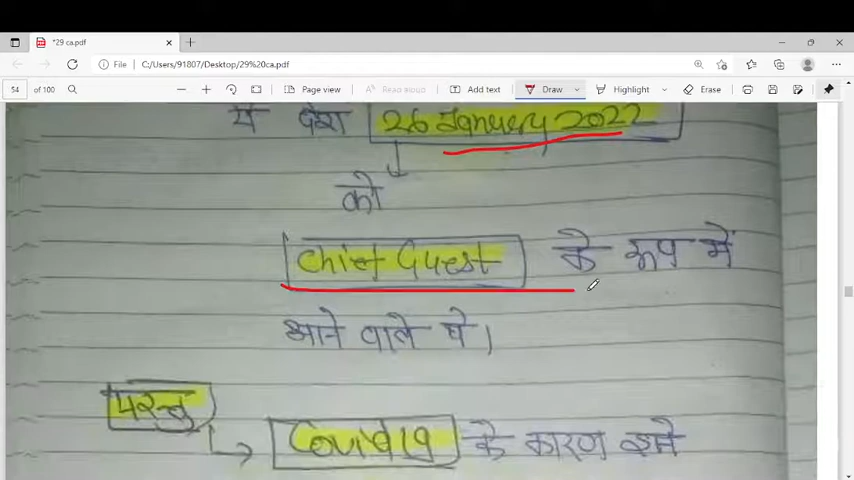 *29 ca.pdf
File C:/Users/91807/Desktop/29%20ca.pdf
54 of 100 Page view Read aloud Add text Draw Highlight Erase
ये देश 26 January 2022
को
Chief Guest के रूप में
आने वाले थे।
परन्तु
Covid19 के कारण इसने